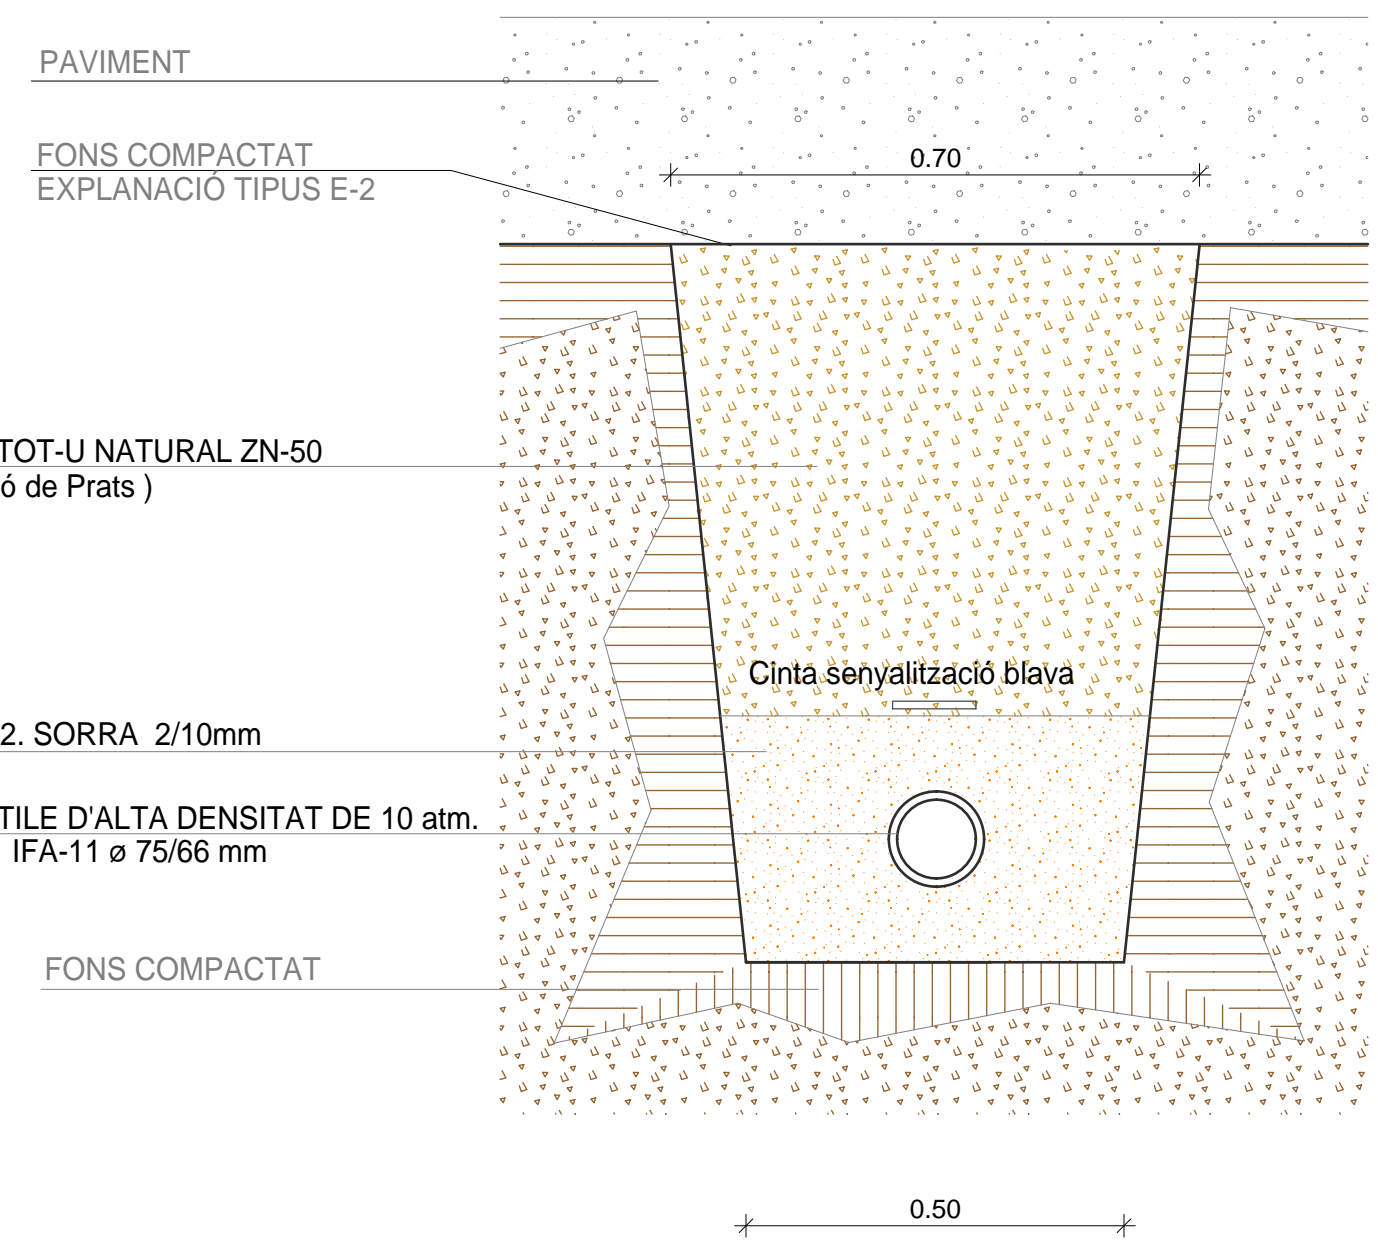 PAVIMENT
FONS COMPACTAT
EXPLANACIÓ TIPUS E-2
0.70
TOT-U NATURAL ZN-50
ó de Prats )
Cinta senyalització blava
2. SORRA 2/10mm
TILE D'ALTA DENSITAT DE 10 atm.
IFA-11 ø 75/66 mm
FONS COMPACTAT
0.50